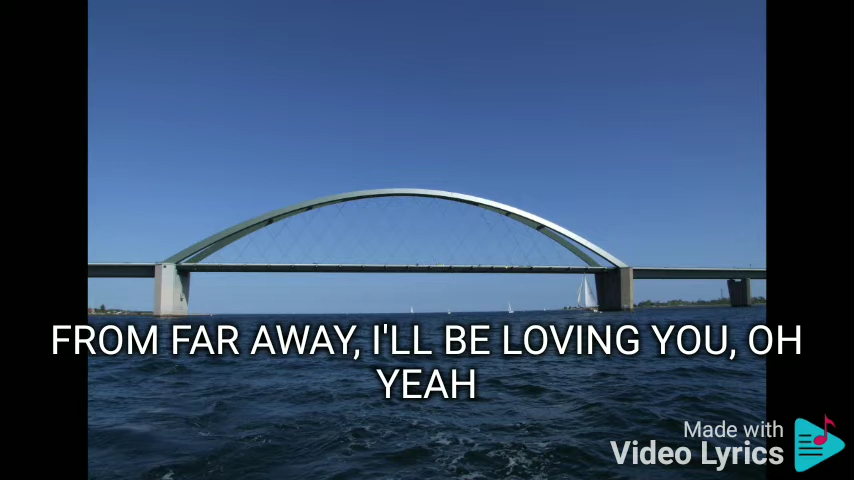 FROM FAR AWAY, I'LL BE LOVING YOU, OH
YEAH
Made with
Video Lyrics